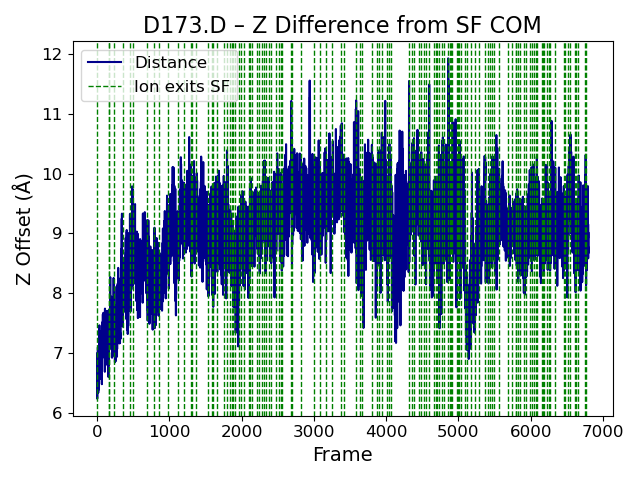 D173.D – Z Difference from SF COM
Distance
Ion exits SF
Z Offset (Å)
12
11
10
9
8
7
6
0 1000 2000 3000 4000 5000 6000 7000
Frame